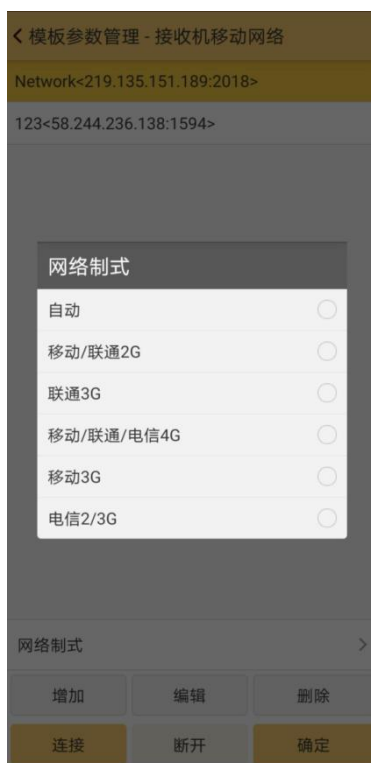 模板参数管理 - 接收机移动网络
Network<219.135.151.189:2018>
123<58.244.236.138:1594>
网络制式
自动
移动/联通2G
联通3G
移动/联通/电信4G
移动3G
电信2/3G
网络制式
增加 编辑 删除
连接 断开 确定